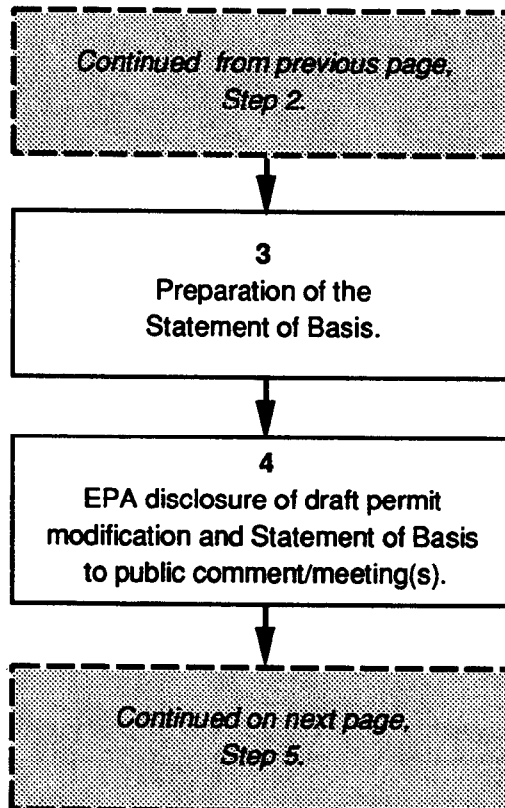 Continued from previous page,
Step 2.
3
Preparation of the
Statement of Basis.
4
EPA disclosure of draft permit
modification and Statement of Basis
to public comment/meeting(s).
Continued on next page,
Step 5.